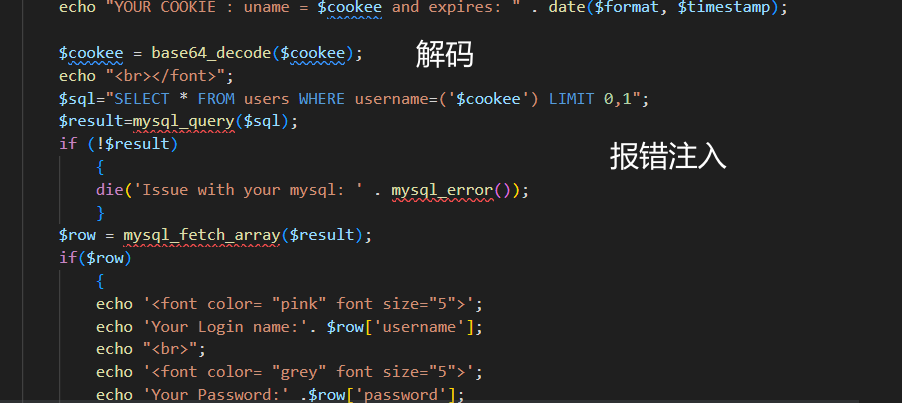 echo "YOUR COOKIE : uname = $cookee and expires: " . date($format, $timestamp);
$cookee = base64_decode($cookee);
解码
echo "<br></font>";
$sql="SELECT * FROM users WHERE username=('$cookee') LIMIT 0,1";
$result=mysql_query($sql);
if (!$result)
报错注入
{
die('Issue with your mysql: ' . mysql_error());
}
$row = mysql_fetch_array($result);
if($row)
{
echo '<font color= "pink" font size="5">';
echo 'Your Login name:'. $row['username'];
echo "<br>";
echo '<font color= "grey" font size="5">';
echo 'Your Password:' .$row['password'];